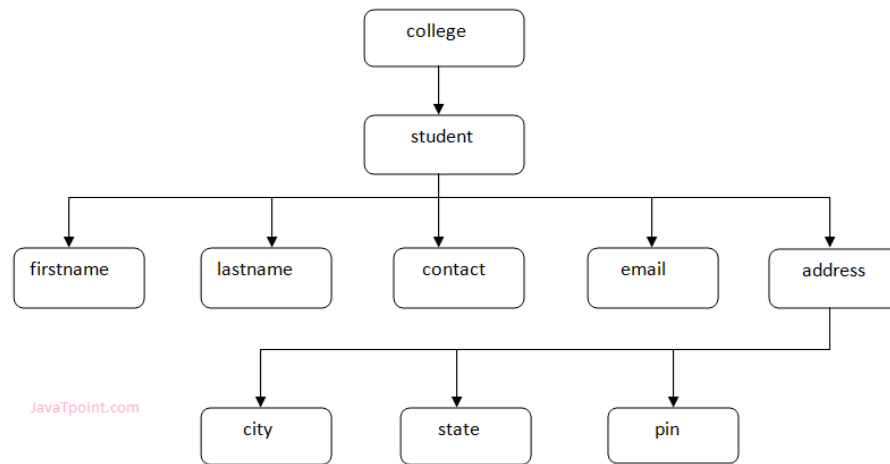 college
student
firstname
lastname
contact
email
address
JavaTpoint.com
city
state
pin